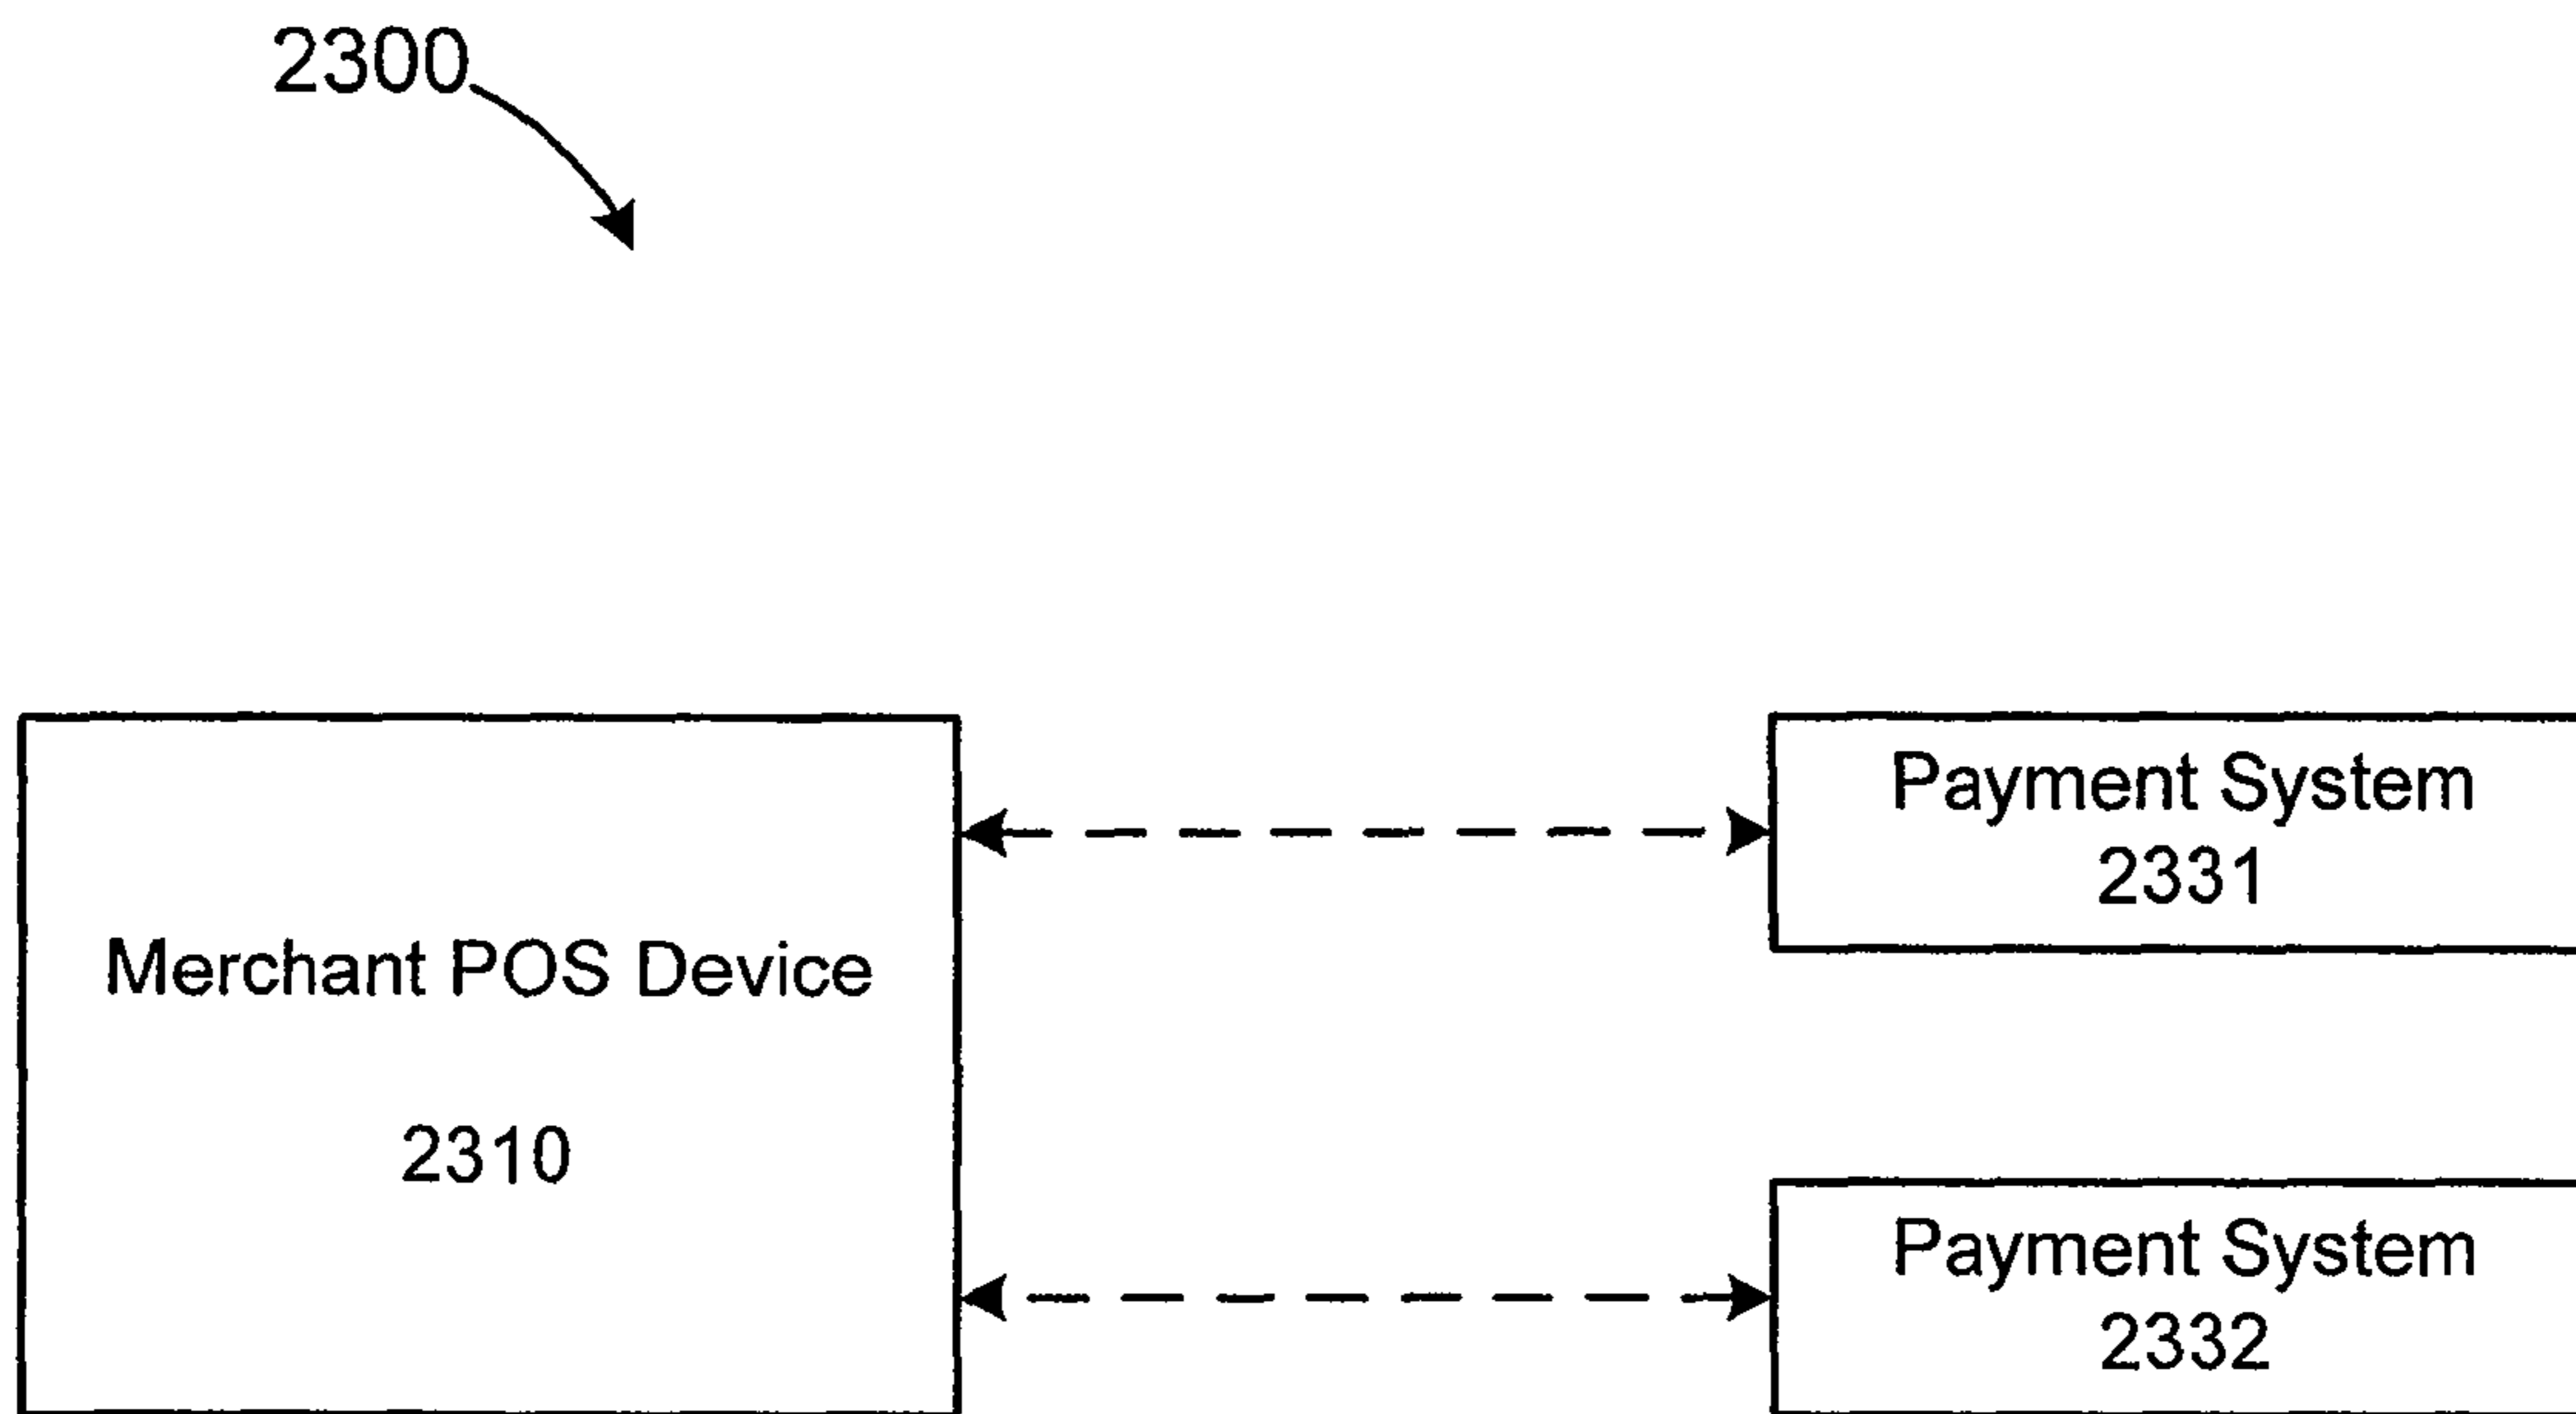 2300
Merchant POS Device
2310
Payment System
2331
Payment System
2332